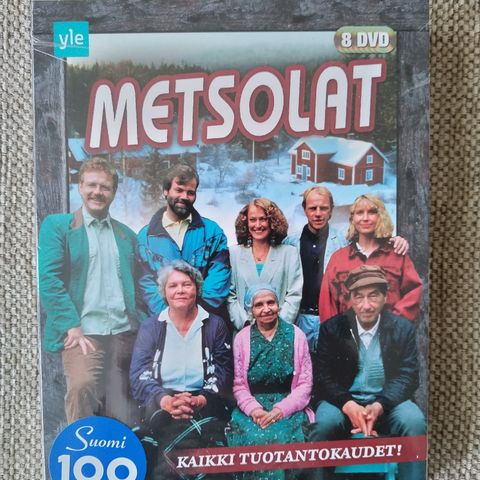 yle
8 DVD
METSOLAT
Suomi
100
KAIKKI TUOTANTOKAUDET!